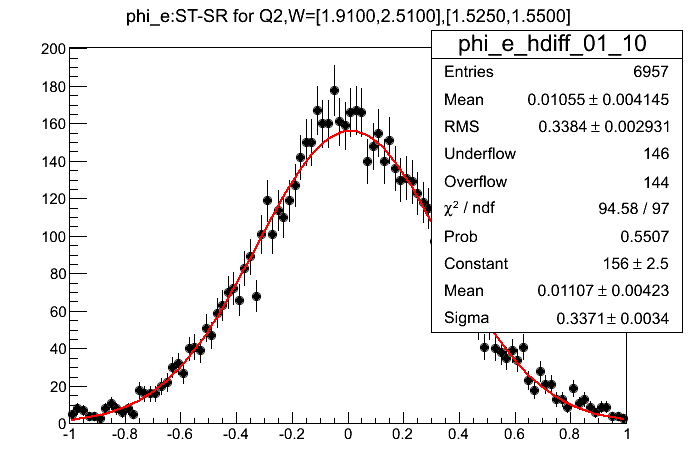 phi_e:ST-SR for Q2,W=[1.9100,2.5100],[1.5250,1.5500]
phi_e_hdiff_01_10
Entries 6957
Mean 0.01055 ± 0.004145
RMS 0.3384 ± 0.002931
Underflow 146
Overflow 144
χ² / ndf 94.58 / 97
Prob 0.5507
Constant 156 ± 2.5
Mean 0.01107 ± 0.00423
Sigma 0.3371 ± 0.0034
200
180
160
140
120
100
80
60
40
20
0
-1 -0.8 -0.6 -0.4 -0.2 0 0.2 0.4 0.6 0.8 1